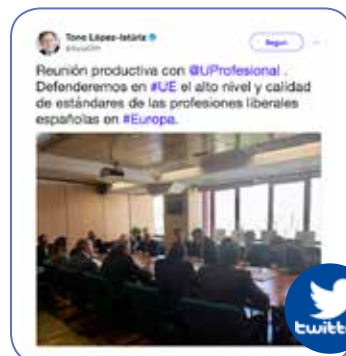 Tono López-Istúriz
Seguir
Reunión productiva con @UProfesional .
Defenderemos en #UE el alto nivel y calidad
de estándares de las profesiones liberales
españolas en #Europa.